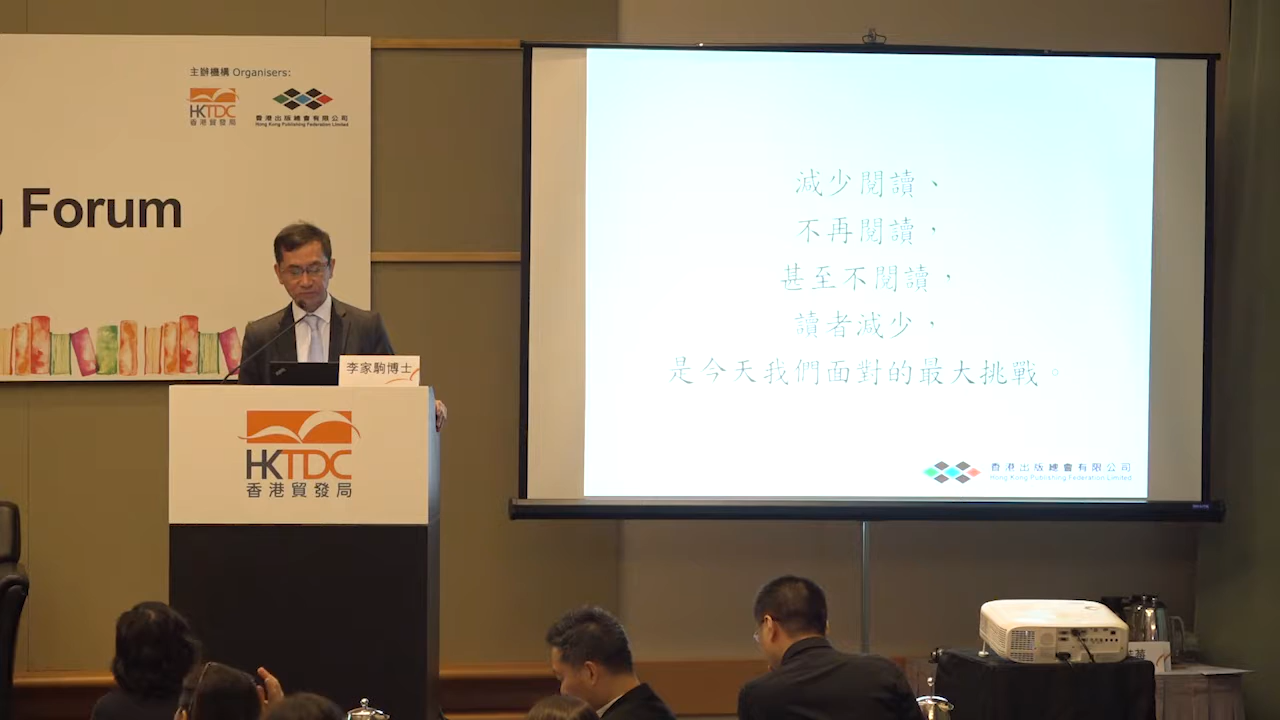 主辦機構 Organisers:
HKTDC
香港貿發局
香港出版總會有限公司
Hong Kong Publishing Federation Limited
Forum
李家駒博士
HKTDC
香港貿發局
減少閱讀、
不再閱讀，
甚至不閱讀，
讀者減少，
是今天我們面對的最大挑戰。
香港出版總會有限公司
Hong Kong Publishing Federation Limited